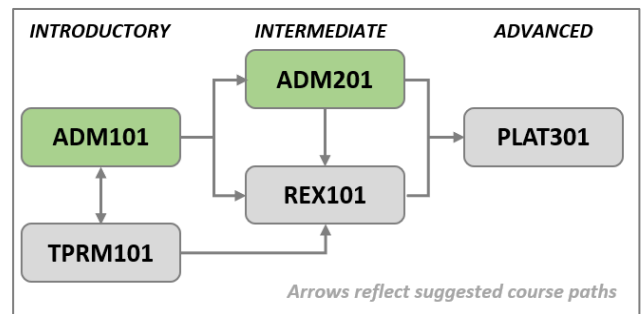 INTRODUCTORY INTERMEDIATE ADVANCED
ADM201
ADM101
PLAT301
REX101
TPRM101
Arrows reflect suggested course paths